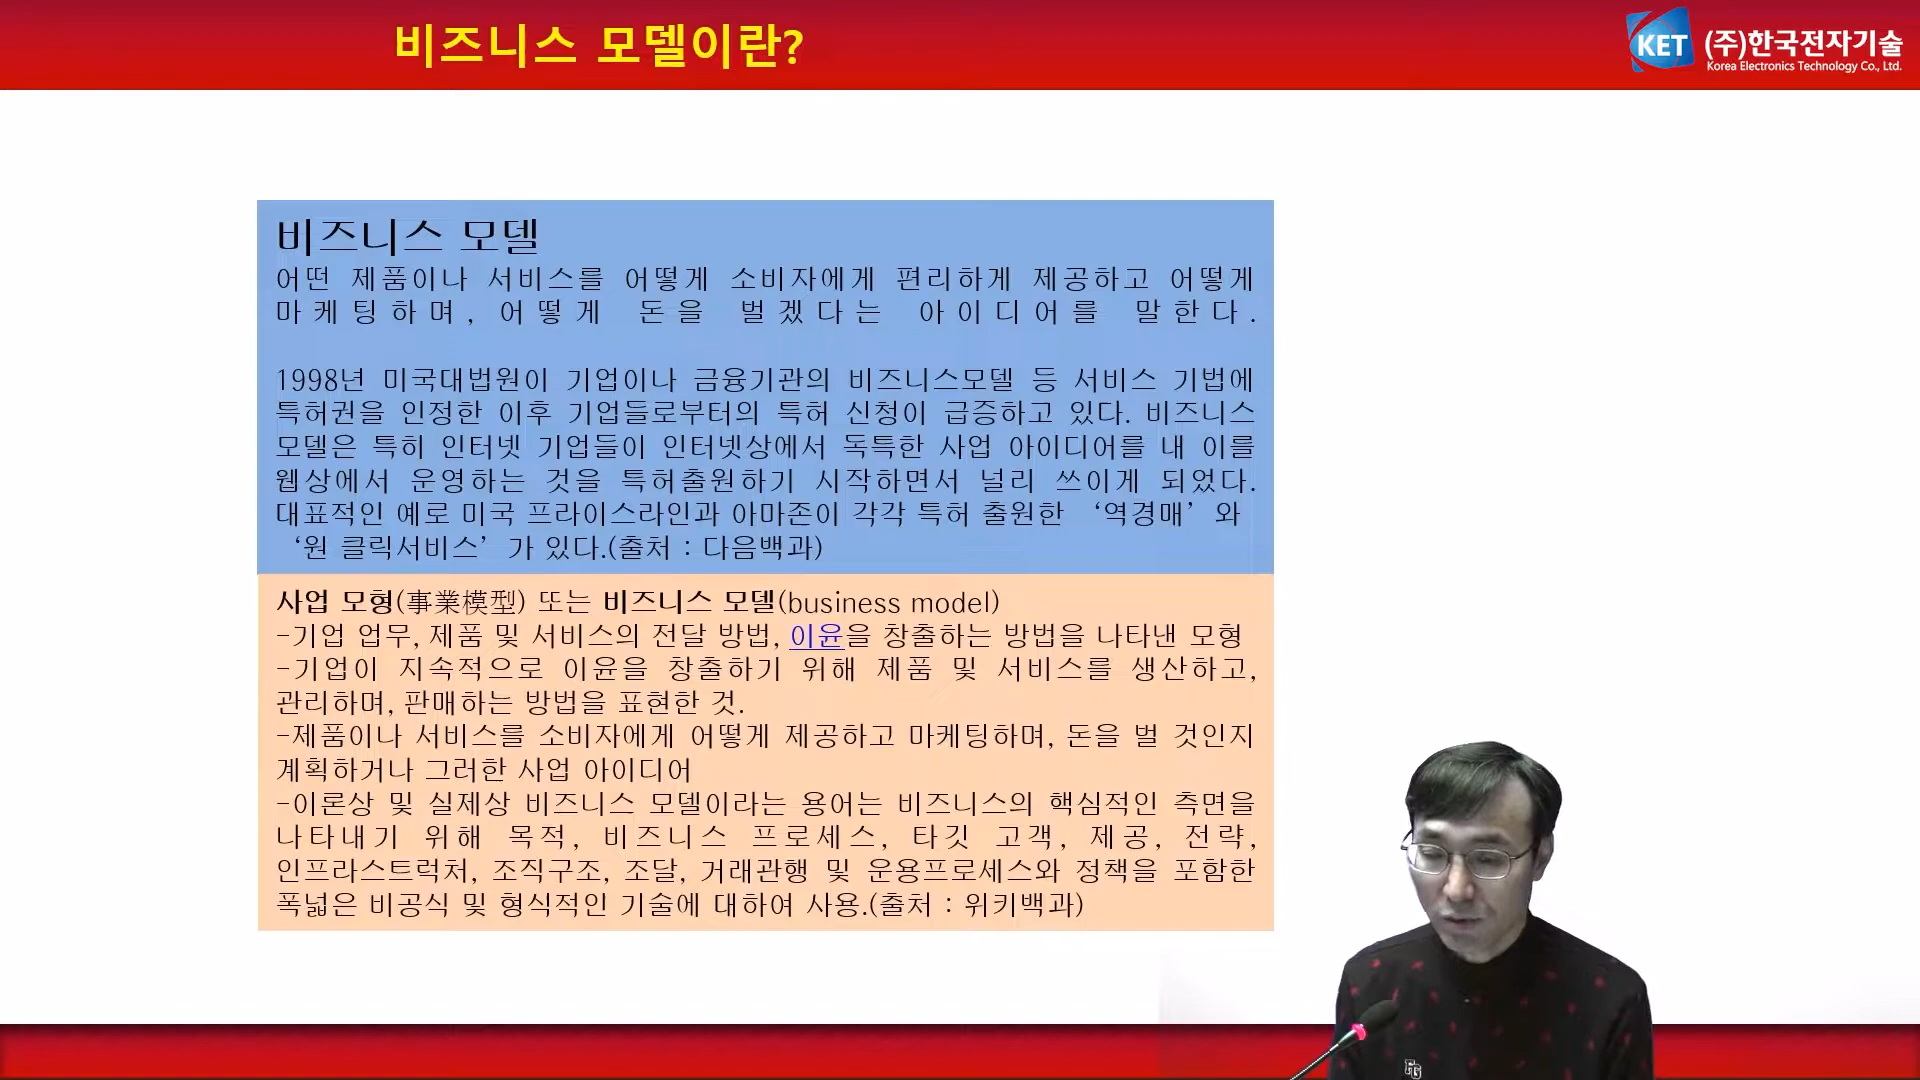 비즈니스 모델이란?
KET (주)한국전자기술
Korea Electronics Technology Co., Ltd.
비즈니스 모델
어떤 제품이나 서비스를 어떻게 소비자에게 편리하게 제공하고 어떻게
마케팅하며, 어떻게 돈을 벌겠다는 아이디어를 말한다.
1998년 미국대법원이 기업이나 금융기관의 비즈니스모델 등 서비스 기법에
특허권을 인정한 이후 기업들로부터의 특허 신청이 급증하고 있다. 비즈니스
모델은 특히 인터넷 기업들이 인터넷상에서 독특한 사업 아이디어를 내 이를
웹상에서 운영하는 것을 특허출원하기 시작하면서 널리 쓰이게 되었다.
대표적인 예로 미국 프라이스라인과 아마존이 각각 특허 출원한 ‘역경매’와
‘원 클릭서비스’가 있다.(출처 : 다음백과)
사업 모형(事業模型) 또는 비즈니스 모델(business model)
-기업 업무, 제품 및 서비스의 전달 방법, 이윤을 창출하는 방법을 나타낸 모형
-기업이 지속적으로 이윤을 창출하기 위해 제품 및 서비스를 생산하고,
관리하며, 판매하는 방법을 표현한 것.
-제품이나 서비스를 소비자에게 어떻게 제공하고 마케팅하며, 돈을 벌 것인지
계획하거나 그러한 사업 아이디어
-이론상 및 실제상 비즈니스 모델이라는 용어는 비즈니스의 핵심적인 측면을
나타내기 위해 목적, 비즈니스 프로세스, 타깃 고객, 제공, 전략,
인프라스트럭처, 조직구조, 조달, 거래관행 및 운용프로세스와 정책을 포함한
폭넓은 비공식 및 형식적인 기술에 대하여 사용.(출처 : 위키백과)